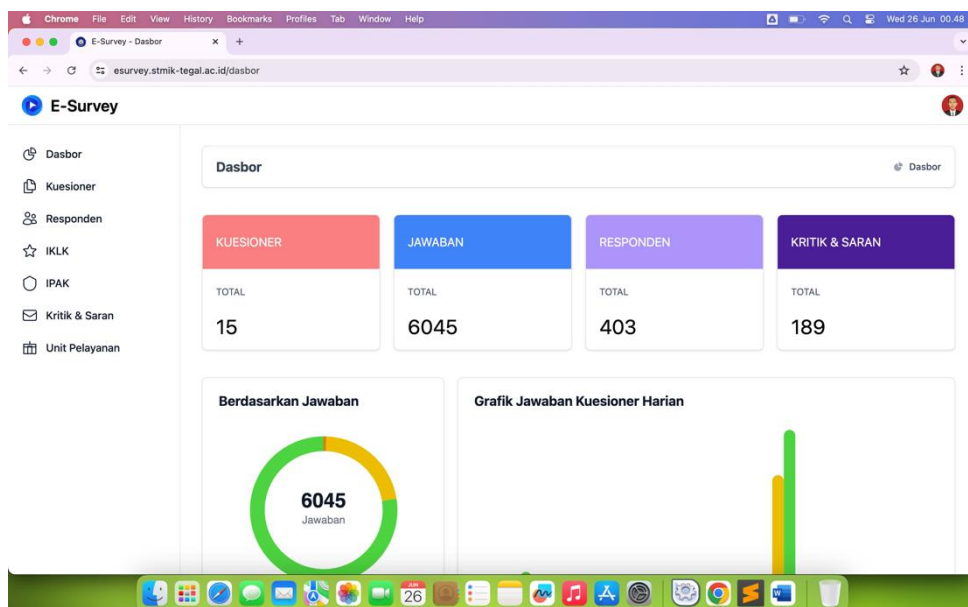 Chrome File Edit View History Bookmarks Profiles Tab Window Help Wed 26 Jun 00.48
E-Survey - Dasbor
esurvey.stmik-tegal.ac.id/dasbor
E-Survey
Dasbor
Kuesioner
Responden
IKLK
IPAK
Kritik & Saran
Unit Pelayanan
Dasbor Dasbor
KUESIONER JAWABAN RESPONDEN KRITIK & SARAN
TOTAL TOTAL TOTAL TOTAL
15 6045 403 189
Berdasarkan Jawaban Grafik Jawaban Kuesioner Harian
6045
Jawaban
JUN
26
W